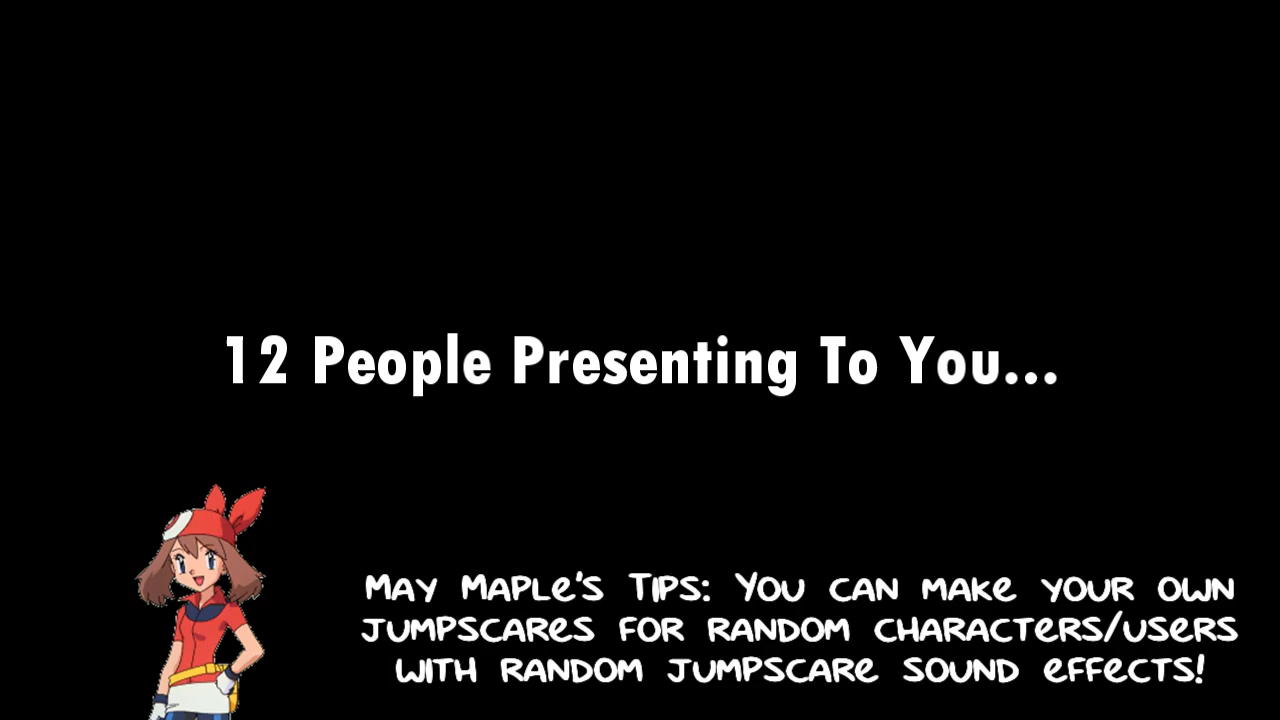 12 People Presenting To You...
May Maple's Tips: You can make your own
jumpscares for random characters/users
with random jumpscare sound effects!